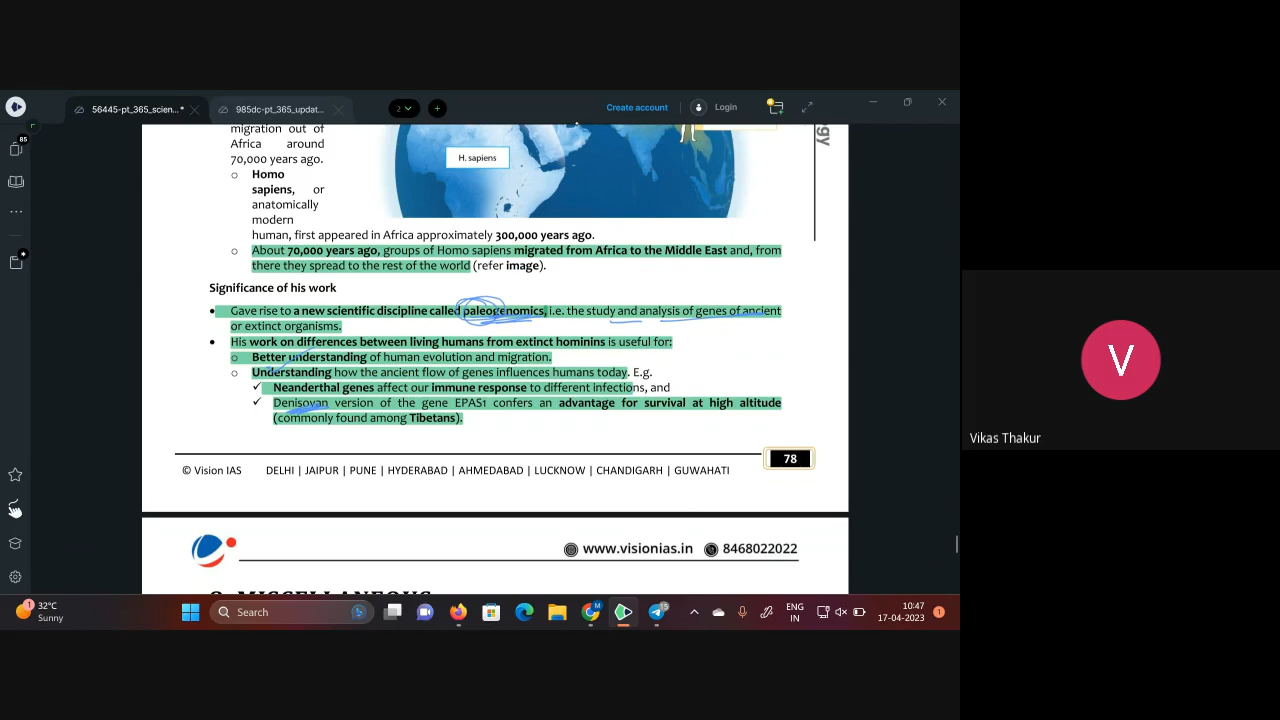 56445-pt_365_scien...*
985dc-pt_365_updat...
2
Create account
Login
85
migration out of
Africa around
70,000 years ago.
H. sapiens
o Homo
sapiens, or
anatomically
modern
human, first appeared in Africa approximately 300,000 years ago.
o About 70,000 years ago, groups of Homo sapiens migrated from Africa to the Middle East and, from
there they spread to the rest of the world (refer image).
Significance of his work
• Gave rise to a new scientific discipline called paleogenomics, i.e. the study and analysis of genes of ancient
or extinct organisms.
• His work on differences between living humans from extinct hominins is useful for:
o Better understanding of human evolution and migration.
o Understanding how the ancient flow of genes influences humans today. E.g.
✓ Neanderthal genes affect our immune response to different infections, and
✓ Denisovan version of the gene EPAS1 confers an advantage for survival at high altitude
(commonly found among Tibetans).
78
© Vision IAS DELHI | JAIPUR | PUNE | HYDERABAD | AHMEDABAD | LUCKNOW | CHANDIGARH | GUWAHATI
www.visionias.in 8468022022
V
Vikas Thakur
1
32°C
Sunny
Search
ENG
IN
10:47
17-04-2023
1